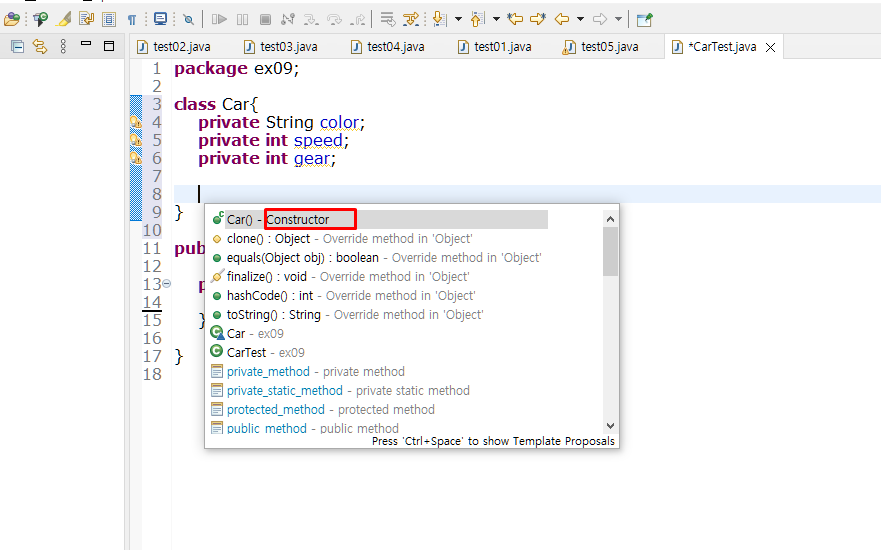 test02.java test03.java test04.java test01.java test05.java *CarTest.java
1 package ex09;
2
3 class Car{
4 private String color;
5 private int speed;
6 private int gear;
7
8
9 }
10
11 pub
12
13 p
14
15 }
16
17 }
18
Car() - Constructor
clone() : Object - Override method in 'Object'
equals(Object obj) : boolean - Override method in 'Object'
finalize() : void - Override method in 'Object'
hashCode() : int - Override method in 'Object'
toString() : String - Override method in 'Object'
Car - ex09
CarTest - ex09
private_method - private method
private_static_method - private static method
protected_method - protected method
public_method - public method
Press 'Ctrl+Space' to show Template Proposals